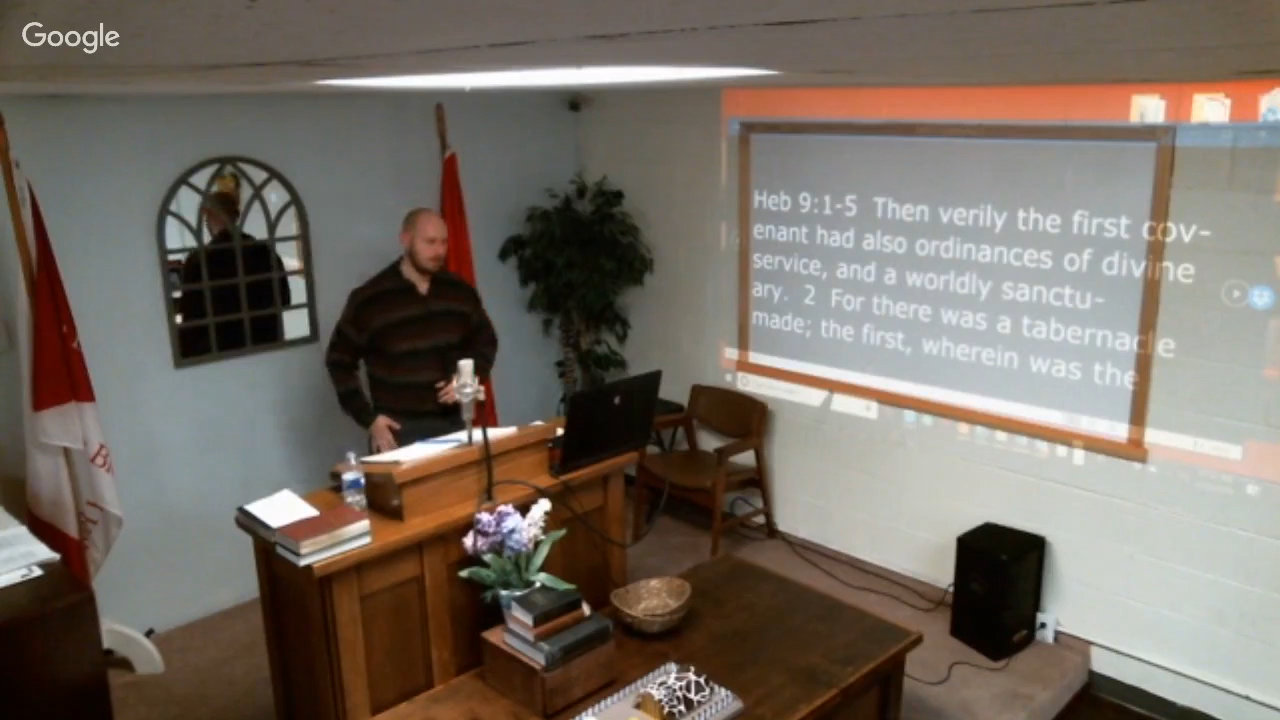 Google
Heb 9:1-5 Then verily the first cov-
enant had also ordinances of divine
service, and a worldly sanctu-
ary. 2 For there was a tabernacle
made; the first, wherein was the